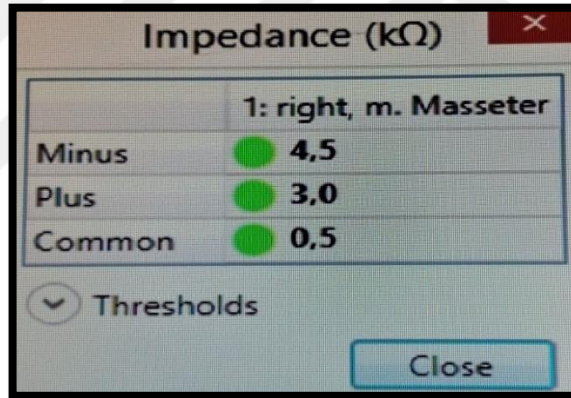 Impedance (kΩ)
1: right, m. Masseter
Minus 4,5
Plus 3,0
Common 0,5
Thresholds
Close